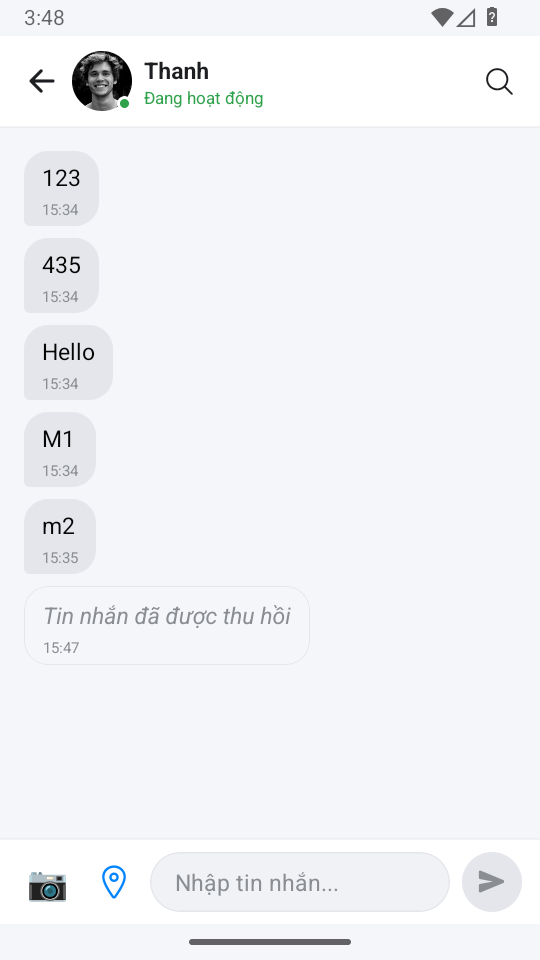 3:48
Thanh
Đang hoạt động
123
15:34
435
15:34
Hello
15:34
M1
15:34
m2
15:35
Tin nhắn đã được thu hồi
15:47
Nhập tin nhắn...